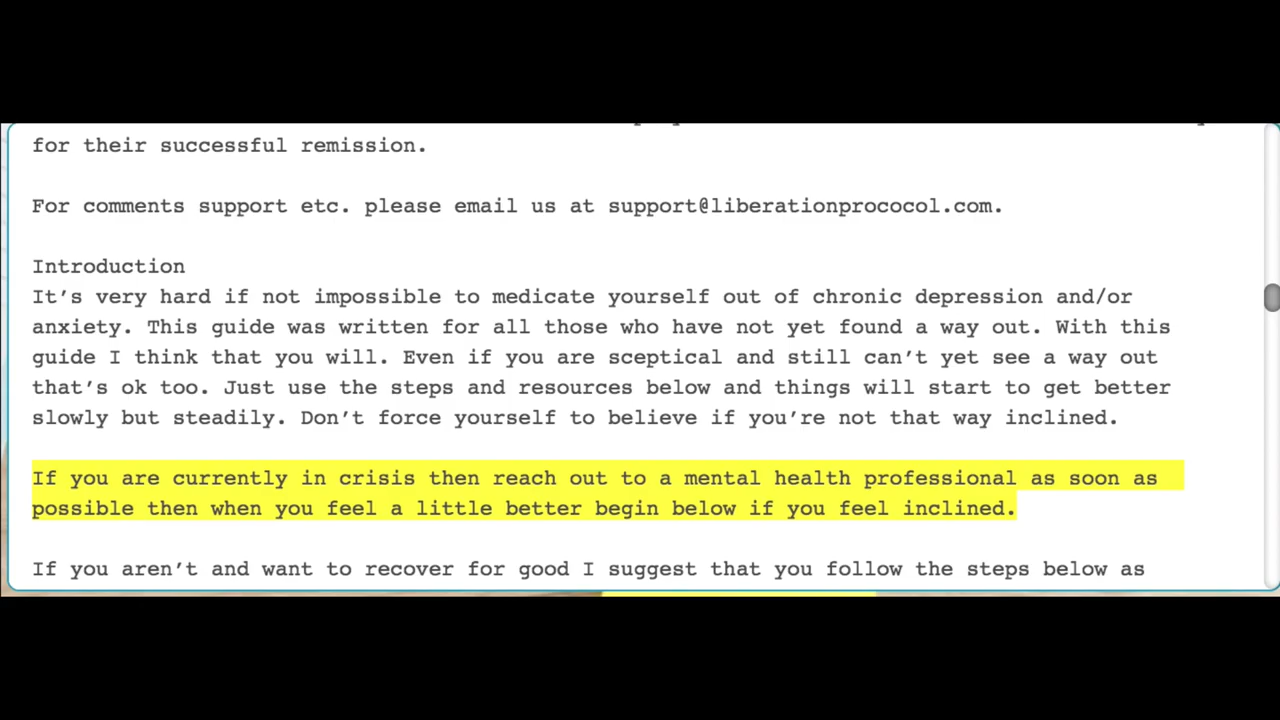 for their successful remission.
For comments support etc. please email us at support@liberationprococol.com.
Introduction
It’s very hard if not impossible to medicate yourself out of chronic depression and/or
anxiety. This guide was written for all those who have not yet found a way out. With this
guide I think that you will. Even if you are sceptical and still can’t yet see a way out
that’s ok too. Just use the steps and resources below and things will start to get better
slowly but steadily. Don’t force yourself to believe if you’re not that way inclined.
If you are currently in crisis then reach out to a mental health professional as soon as
possible then when you feel a little better begin below if you feel inclined.
If you aren’t and want to recover for good I suggest that you follow the steps below as